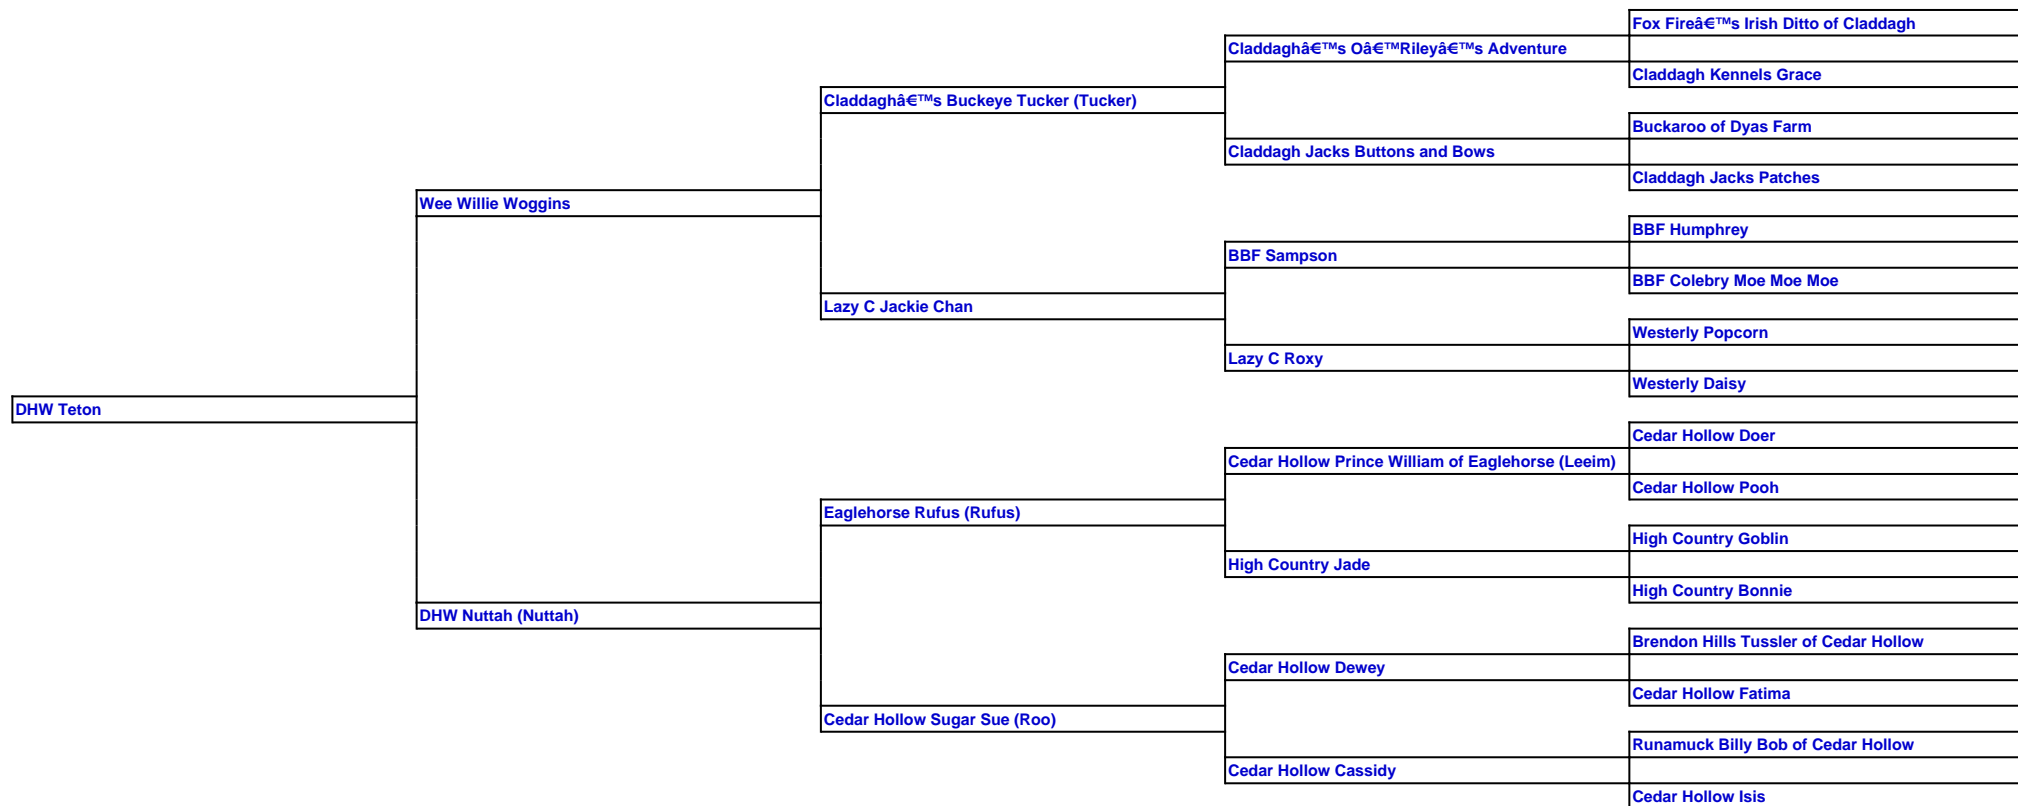 Fox Fireâ€™s Irish Ditto of Claddagh
Claddaghâ€™s Oâ€™Rileyâ€™s Adventure
Claddagh Kennels Grace
Claddaghâ€™s Buckeye Tucker (Tucker)
Buckaroo of Dyas Farm
Claddagh Jacks Buttons and Bows
Claddagh Jacks Patches
Wee Willie Woggins
BBF Humphrey
BBF Sampson
BBF Colebry Moe Moe Moe
Lazy C Jackie Chan
Westerly Popcorn
Lazy C Roxy
Westerly Daisy
DHW Teton
Cedar Hollow Doer
Cedar Hollow Prince William of Eaglehorse (Leeim)
Cedar Hollow Pooh
Eaglehorse Rufus (Rufus)
High Country Goblin
High Country Jade
High Country Bonnie
DHW Nuttah (Nuttah)
Brendon Hills Tussler of Cedar Hollow
Cedar Hollow Dewey
Cedar Hollow Fatima
Cedar Hollow Sugar Sue (Roo)
Runamuck Billy Bob of Cedar Hollow
Cedar Hollow Cassidy
Cedar Hollow Isis